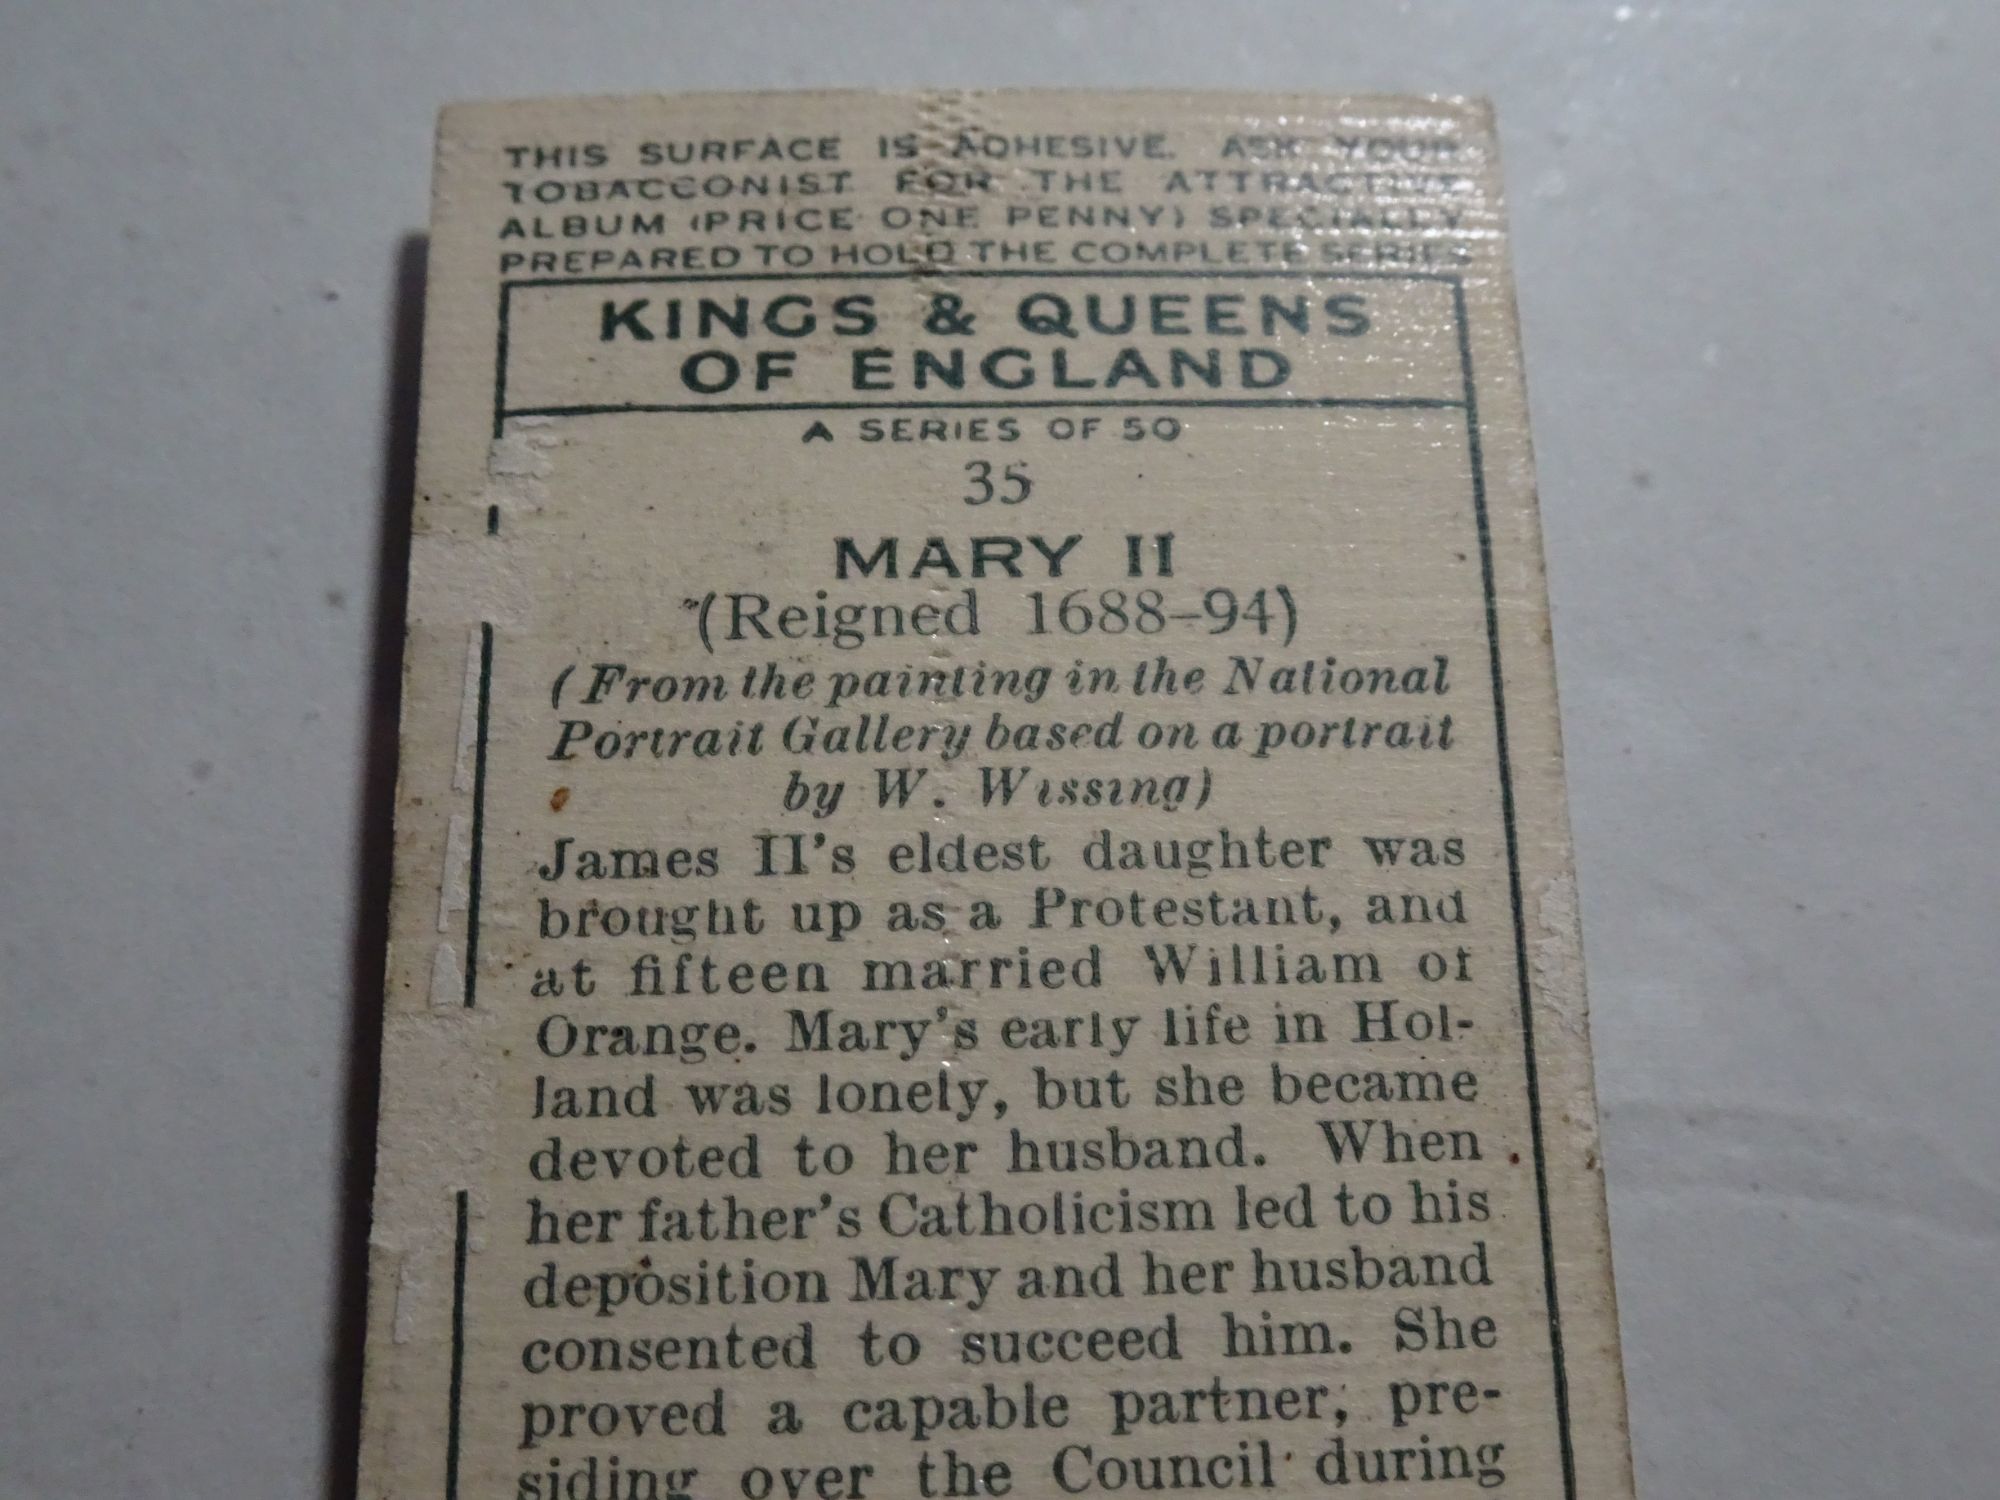 THIS SURFACE IS ADHESIVE. ASK YOUR
TOBACCONIST FOR THE ATTRACTIVE
ALBUM (PRICE ONE PENNY) SPECIALLY
PREPARED TO HOLD THE COMPLETE SERIES
KINGS & QUEENS
OF ENGLAND
A SERIES OF 50
35
MARY II
(Reigned 1688–94)
(From the painting in the National
Portrait Gallery based on a portrait
by W. Wissing)
James II's eldest daughter was
brought up as a Protestant, and
at fifteen married William of
Orange. Mary's early life in Hol-
land was lonely, but she became
devoted to her husband. When
her father's Catholicism led to his
deposition Mary and her husband
consented to succeed him. She
proved a capable partner, pre-
siding over the Council during